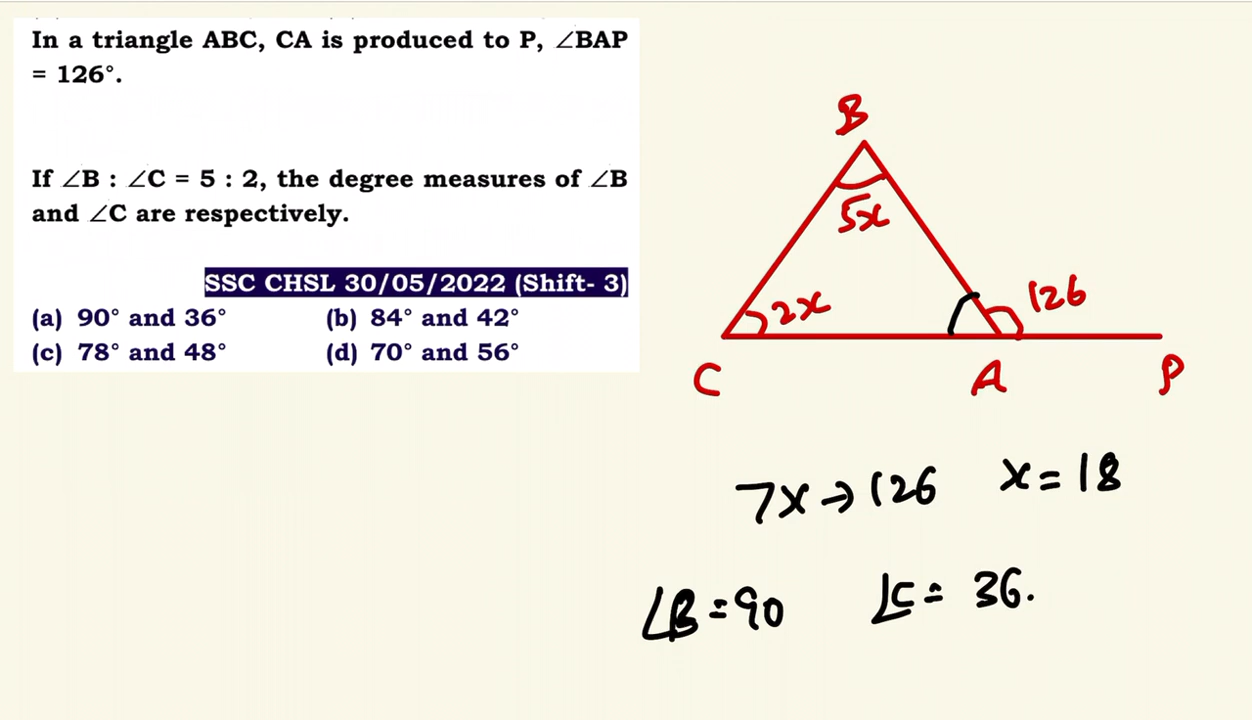 In a triangle ABC, CA is produced to P, ∠BAP
= 126°.
If ∠B : ∠C = 5 : 2, the degree measures of ∠B
and ∠C are respectively.
SSC CHSL 30/05/2022 (Shift- 3)
(a) 90° and 36° (b) 84° and 42°
(c) 78° and 48° (d) 70° and 56°
B
5x
2x
126
C A P
7x → 126 x = 18
∠B = 90 ∠C = 36.